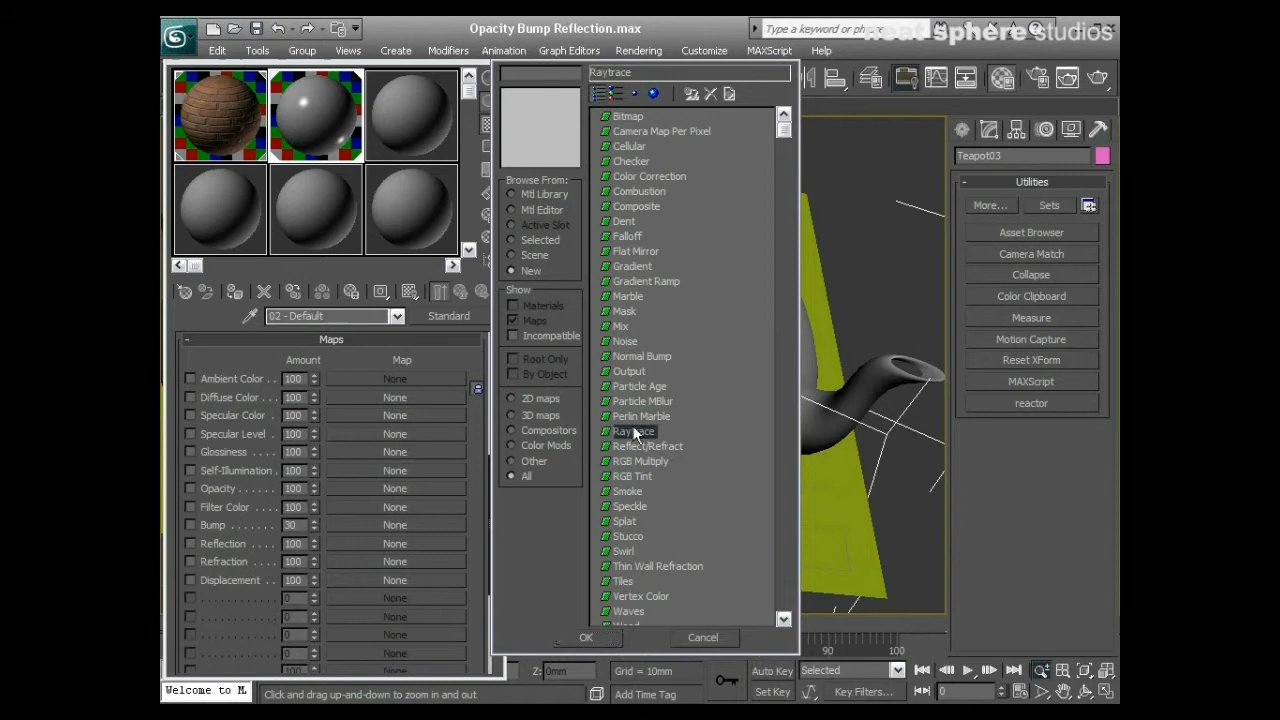 Opacity Bump Reflection.max
Type a keyword or phrase
sphere studios
Edit Tools Group Views Create Modifiers Animation Graph Editors Rendering Customize MAXScript Help
Raytrace
Bitmap
Camera Map Per Pixel
Cellular
Checker
Color Correction
Combustion
Composite
Dent
Falloff
Flat Mirror
Gradient
Gradient Ramp
Marble
Mask
Mix
Noise
Normal Bump
Output
Particle Age
Particle MBlur
Perlin Marble
Raytrace
Reflect/Refract
RGB Multiply
RGB Tint
Smoke
Speckle
Splat
Stucco
Swirl
Thin Wall Refraction
Tiles
Vertex Color
Waves
Wood
Browse From:
Mtl Library
Mtl Editor
Active Slot
Selected
Scene
New
Show
Materials
Maps
Incompatible
Root Only
By Object
2D maps
3D maps
Compositors
Color Mods
Other
All
OK Cancel
02 - Default Standard
- Maps
Amount Map
Ambient Color . . 100 None
Diffuse Color . . . 100 None
Specular Color . 100 None
Specular Level . 100 None
Glossiness . . . . 100 None
Self-Illumination . 100 None
Opacity . . . . . . 100 None
Filter Color . . . . 100 None
Bump . . . . . . . 30 None
Reflection . . . . 100 None
Refraction . . . . 100 None
Displacement . . 100 None
. . . . . . . . . . . . 0 None
. . . . . . . . . . . . 0 None
. . . . . . . . . . . . 0 None
. . . . . . . . . . . . 0 None
100 None
Teapot03
- Utilities
More... Sets
Asset Browser
Camera Match
Collapse
Color Clipboard
Measure
Motion Capture
Reset XForm
MAXScript
reactor
90 100
Z: 0mm Grid = 10mm Auto Key Selected
Welcome to M. Click and drag up-and-down to zoom in and out Add Time Tag Set Key Key Filters... 0